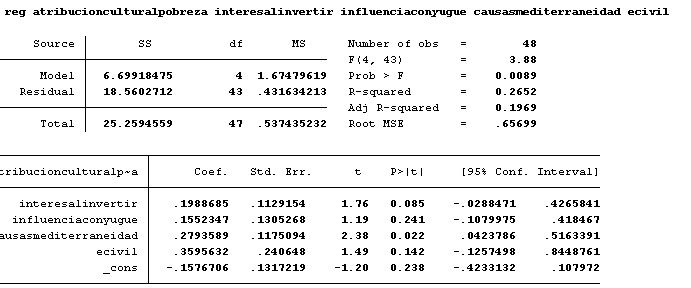 reg atribucionculturalpobreza interesalinvertir influenciaconyugue causasmediterraneidad ecivil
Source SS df MS Number of obs = 48
F(4, 43) = 3.88
Model 6.69918475 4 1.67479619 Prob > F = 0.0089
Residual 18.5602712 43 .431634213 R-squared = 0.2652
Adj R-squared = 0.1969
Total 25.2594559 47 .537435232 Root MSE = .65699
tribucionculturalp~a Coef. Std. Err. t P>|t| [95% Conf. Interval]
interesalinvertir .1988685 .1129154 1.76 0.085 -.0288471 .4265841
influenciaconyugue .1552347 .1305268 1.19 0.241 -.1079975 .418467
ausasmediterraneidad .2793589 .1175094 2.38 0.022 .0423786 .5163391
ecivil .3595632 .240648 1.49 0.142 -.1257498 .8448761
_cons -.1576706 .1317219 -1.20 0.238 -.4233132 .107972